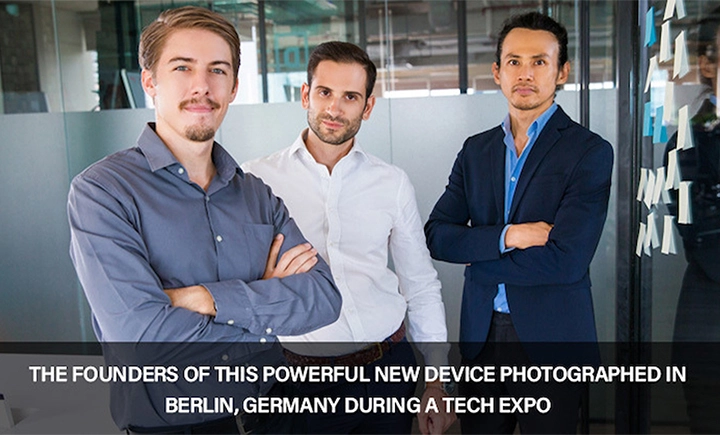 THE FOUNDERS OF THIS POWERFUL NEW DEVICE PHOTOGRAPHED IN
BERLIN, GERMANY DURING A TECH EXPO